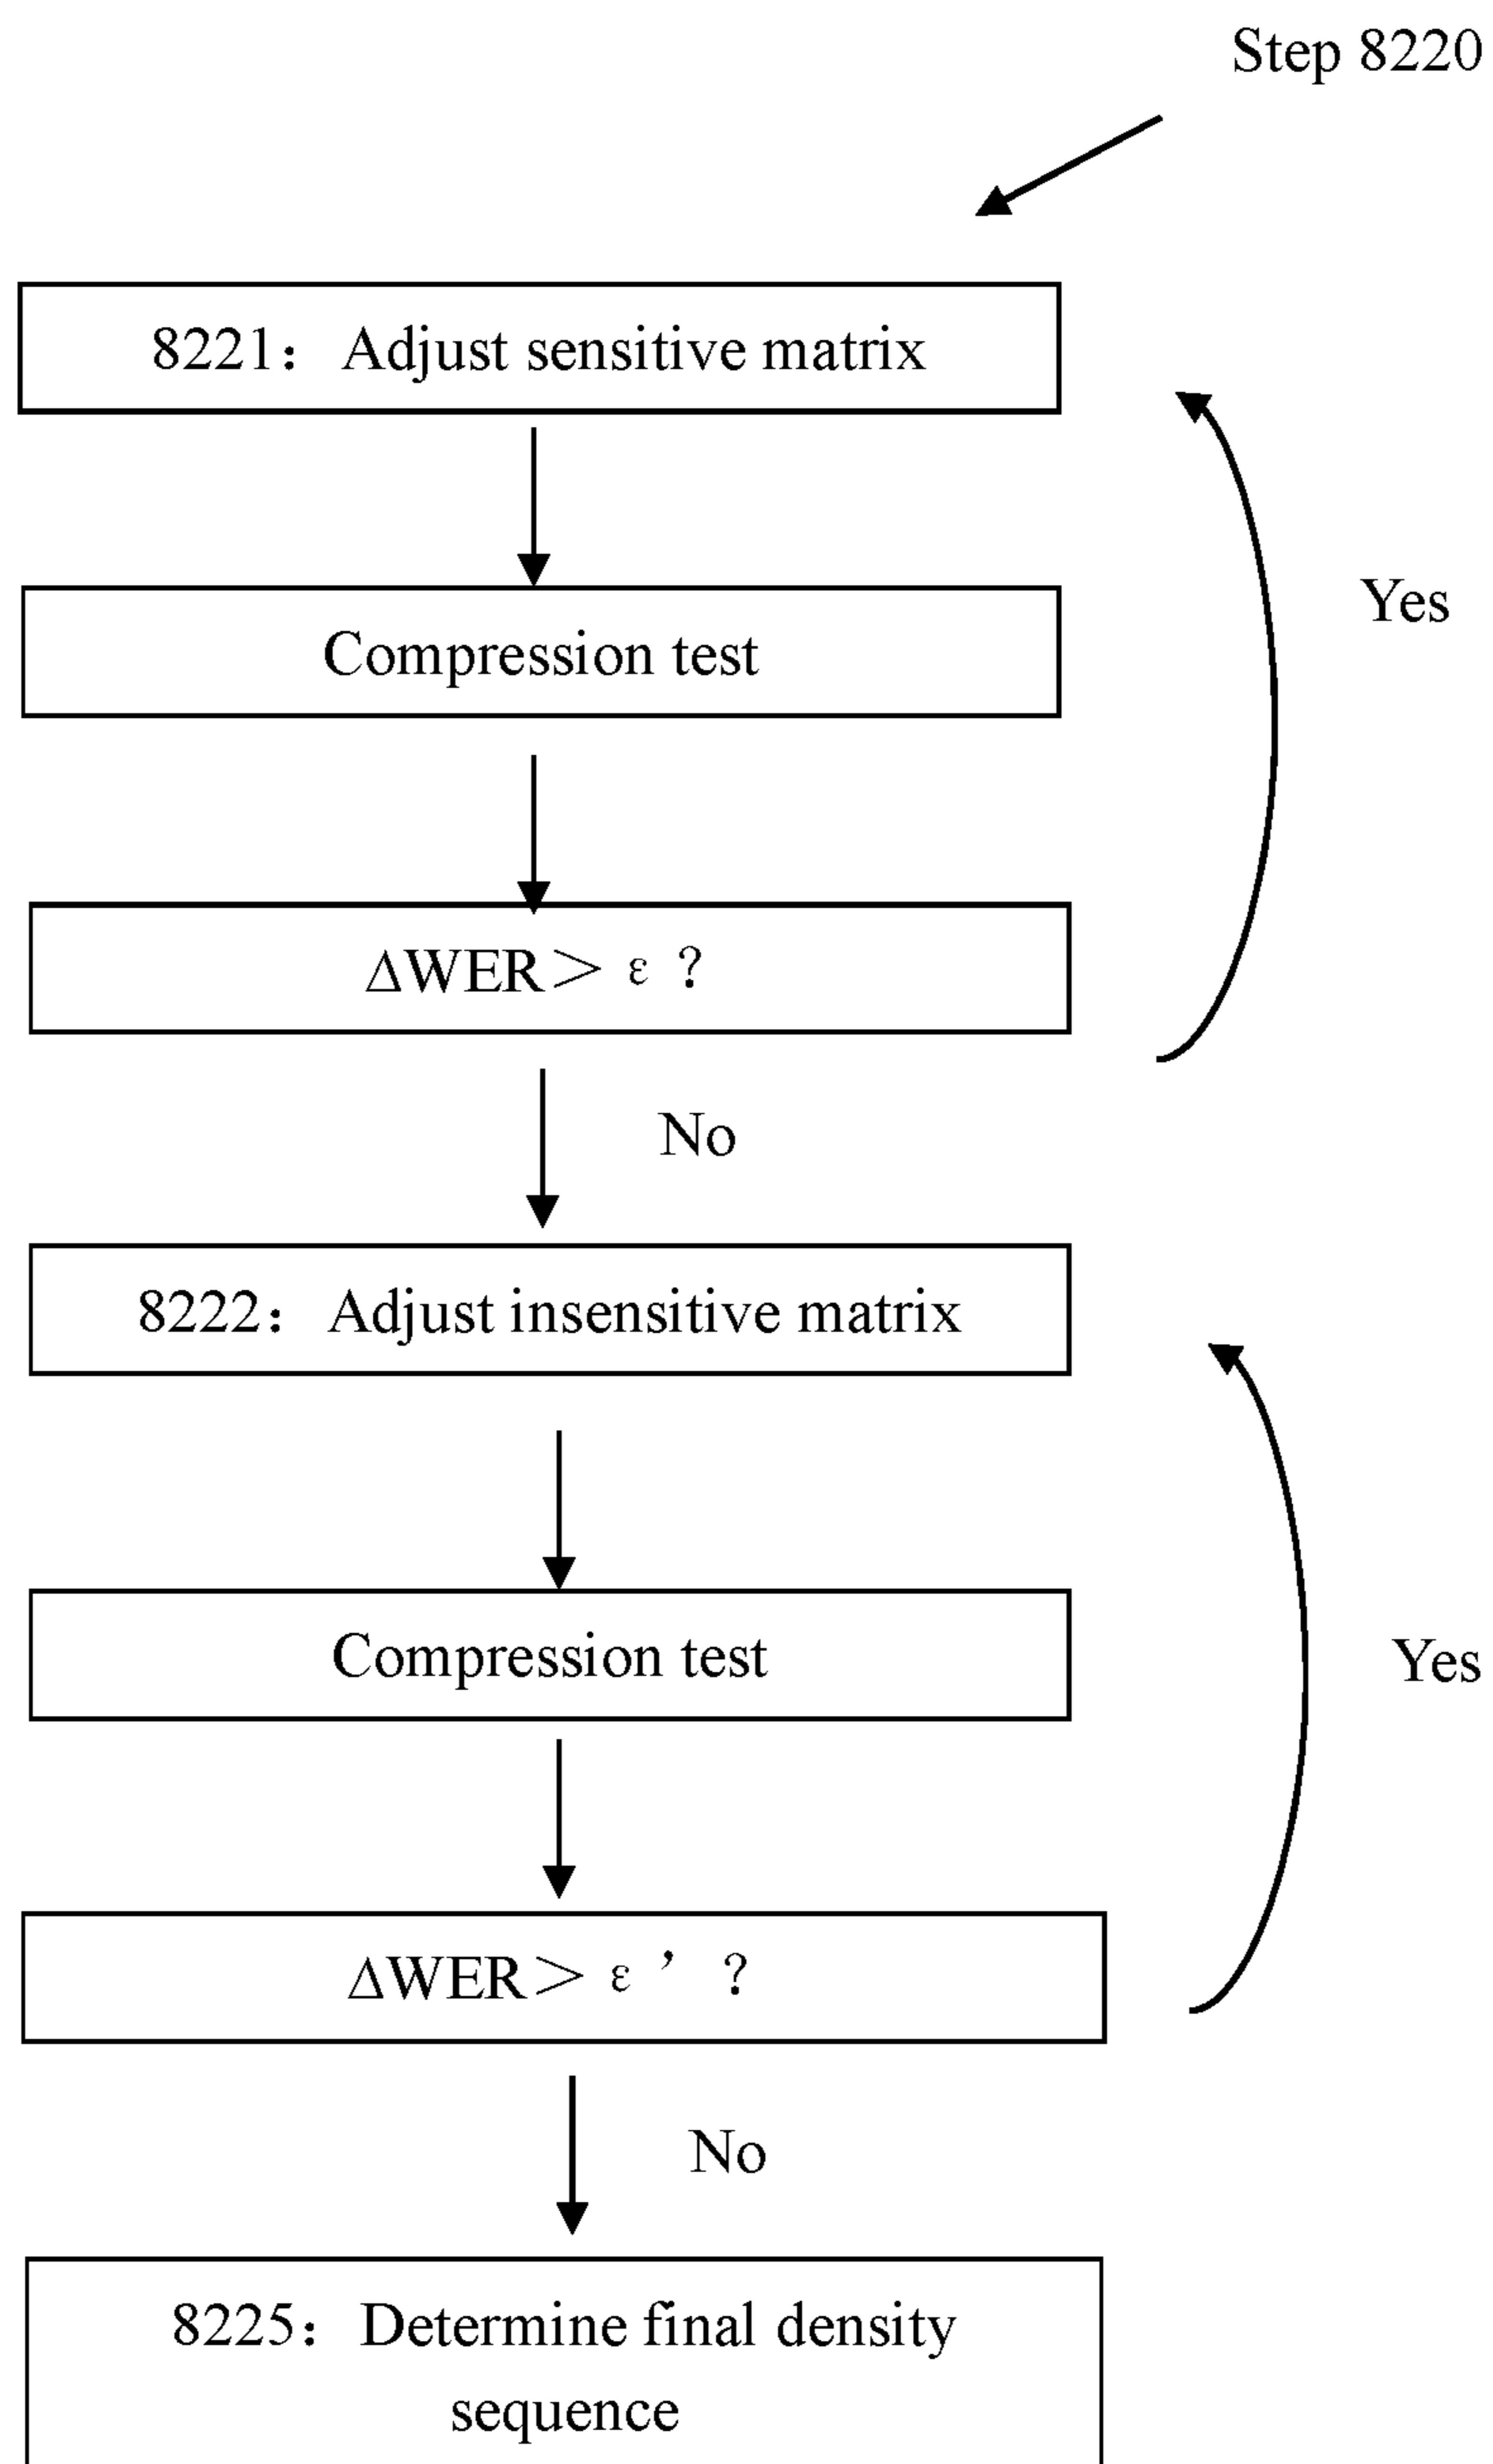 Step 8220
8221： Adjust sensitive matrix
Compression test
Yes
ΔWER＞ε？
No
8222： Adjust insensitive matrix
Compression test
Yes
ΔWER＞ε’？
No
8225： Determine final density
sequence